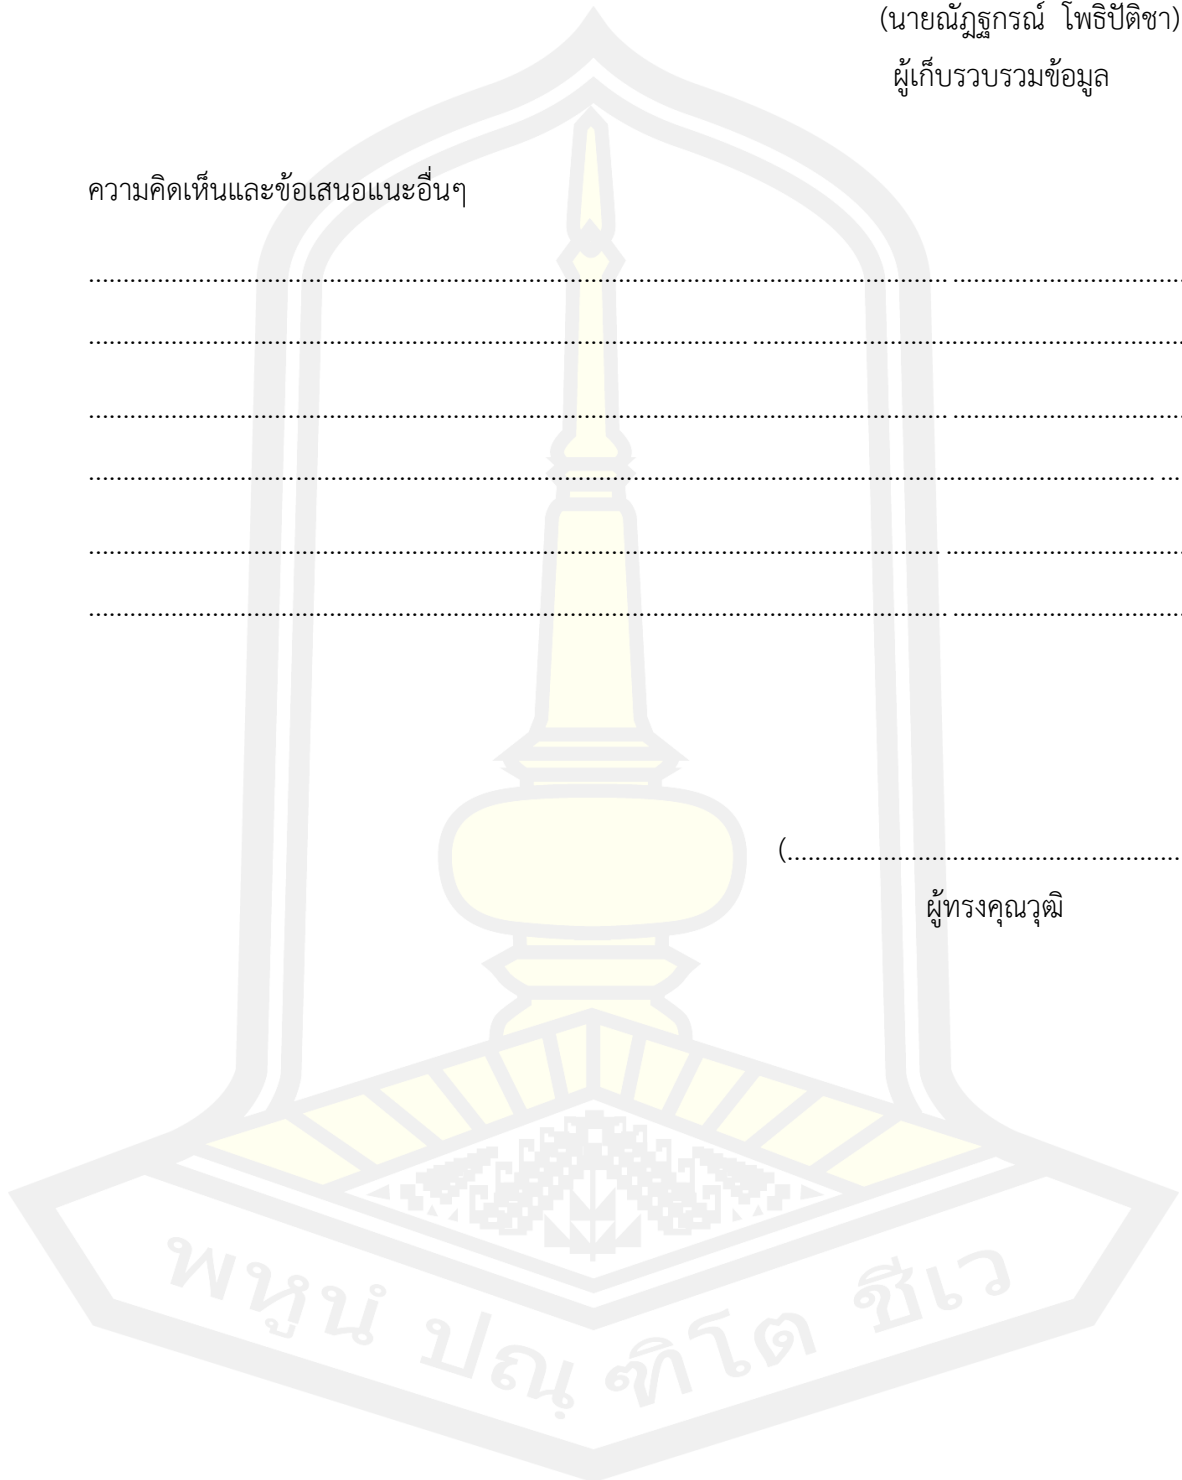 (นายณัฎฐกรณ์ โพธิปัติชา)
ผู้เก็บรวบรวมข้อมูล
ความคิดเห็นและข้อเสนอแนะอื่นๆ
............................................................................................................................. ..................................
................................................................................................ ...............................................................
............................................................................................................................. ..................................
........................................................................................................................................................... ...
............................................................................................................................ ...................................
............................................................................................................................. ..................................
(.........................................................
ผู้ทรงคุณวุฒิ
พหูนํ ปณฺฑิโต ชีเว